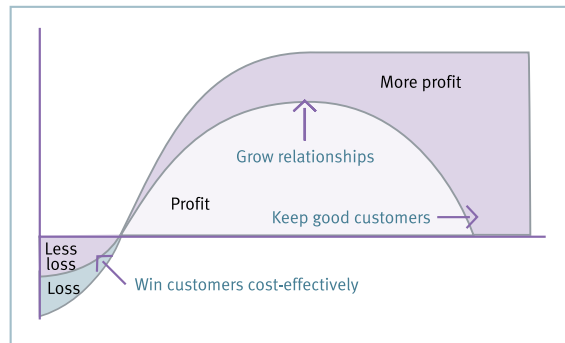 More profit
Grow relationships
Profit
Keep good customers
Less
loss
Loss
Win customers cost-effectively